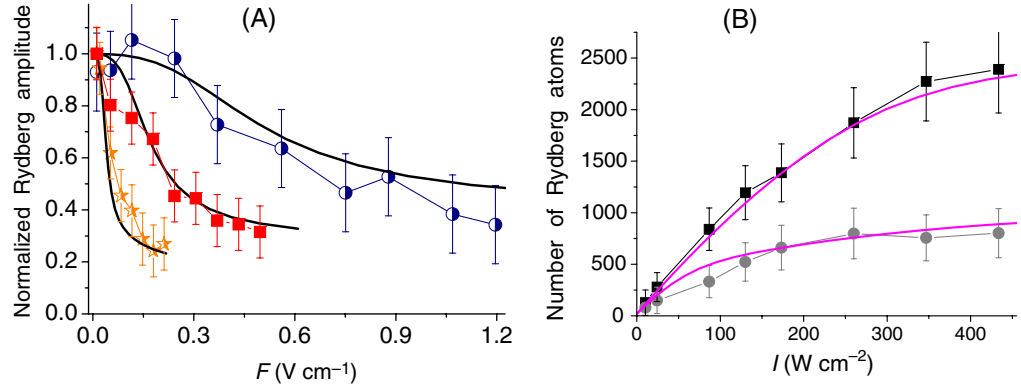 (A)
Normalized Rydberg amplitude
1.0
0.8
0.6
0.4
0.2
0.0
0.0 0.3 0.6 0.9 1.2
F (V cm⁻¹)
(B)
Number of Rydberg atoms
2500
2000
1500
1000
500
0
0 100 200 300 400
I (W cm⁻²)